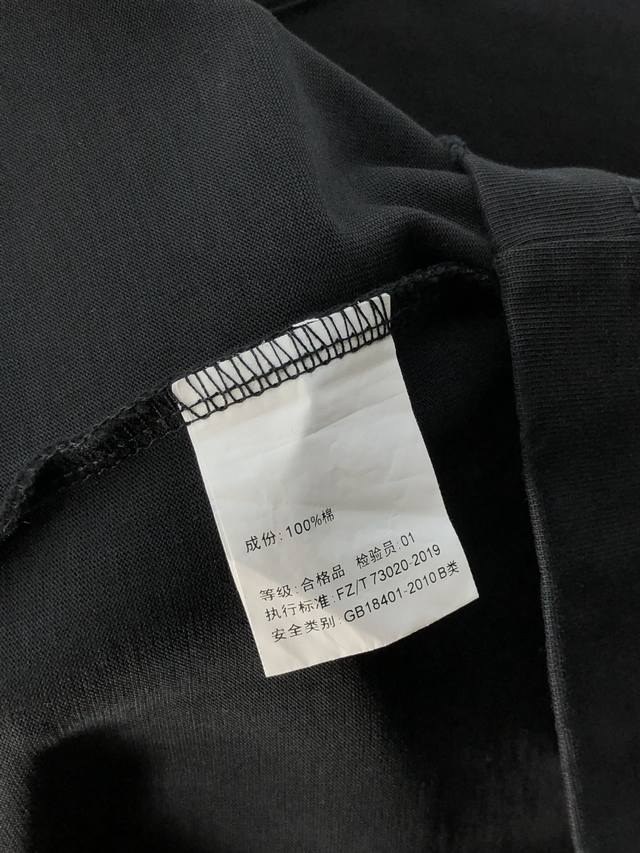 成份: 100%棉
等级: 合格品 检验员: 01
执行标准: FZ/T 73020-2019
安全类别: GB18401-2010 B类